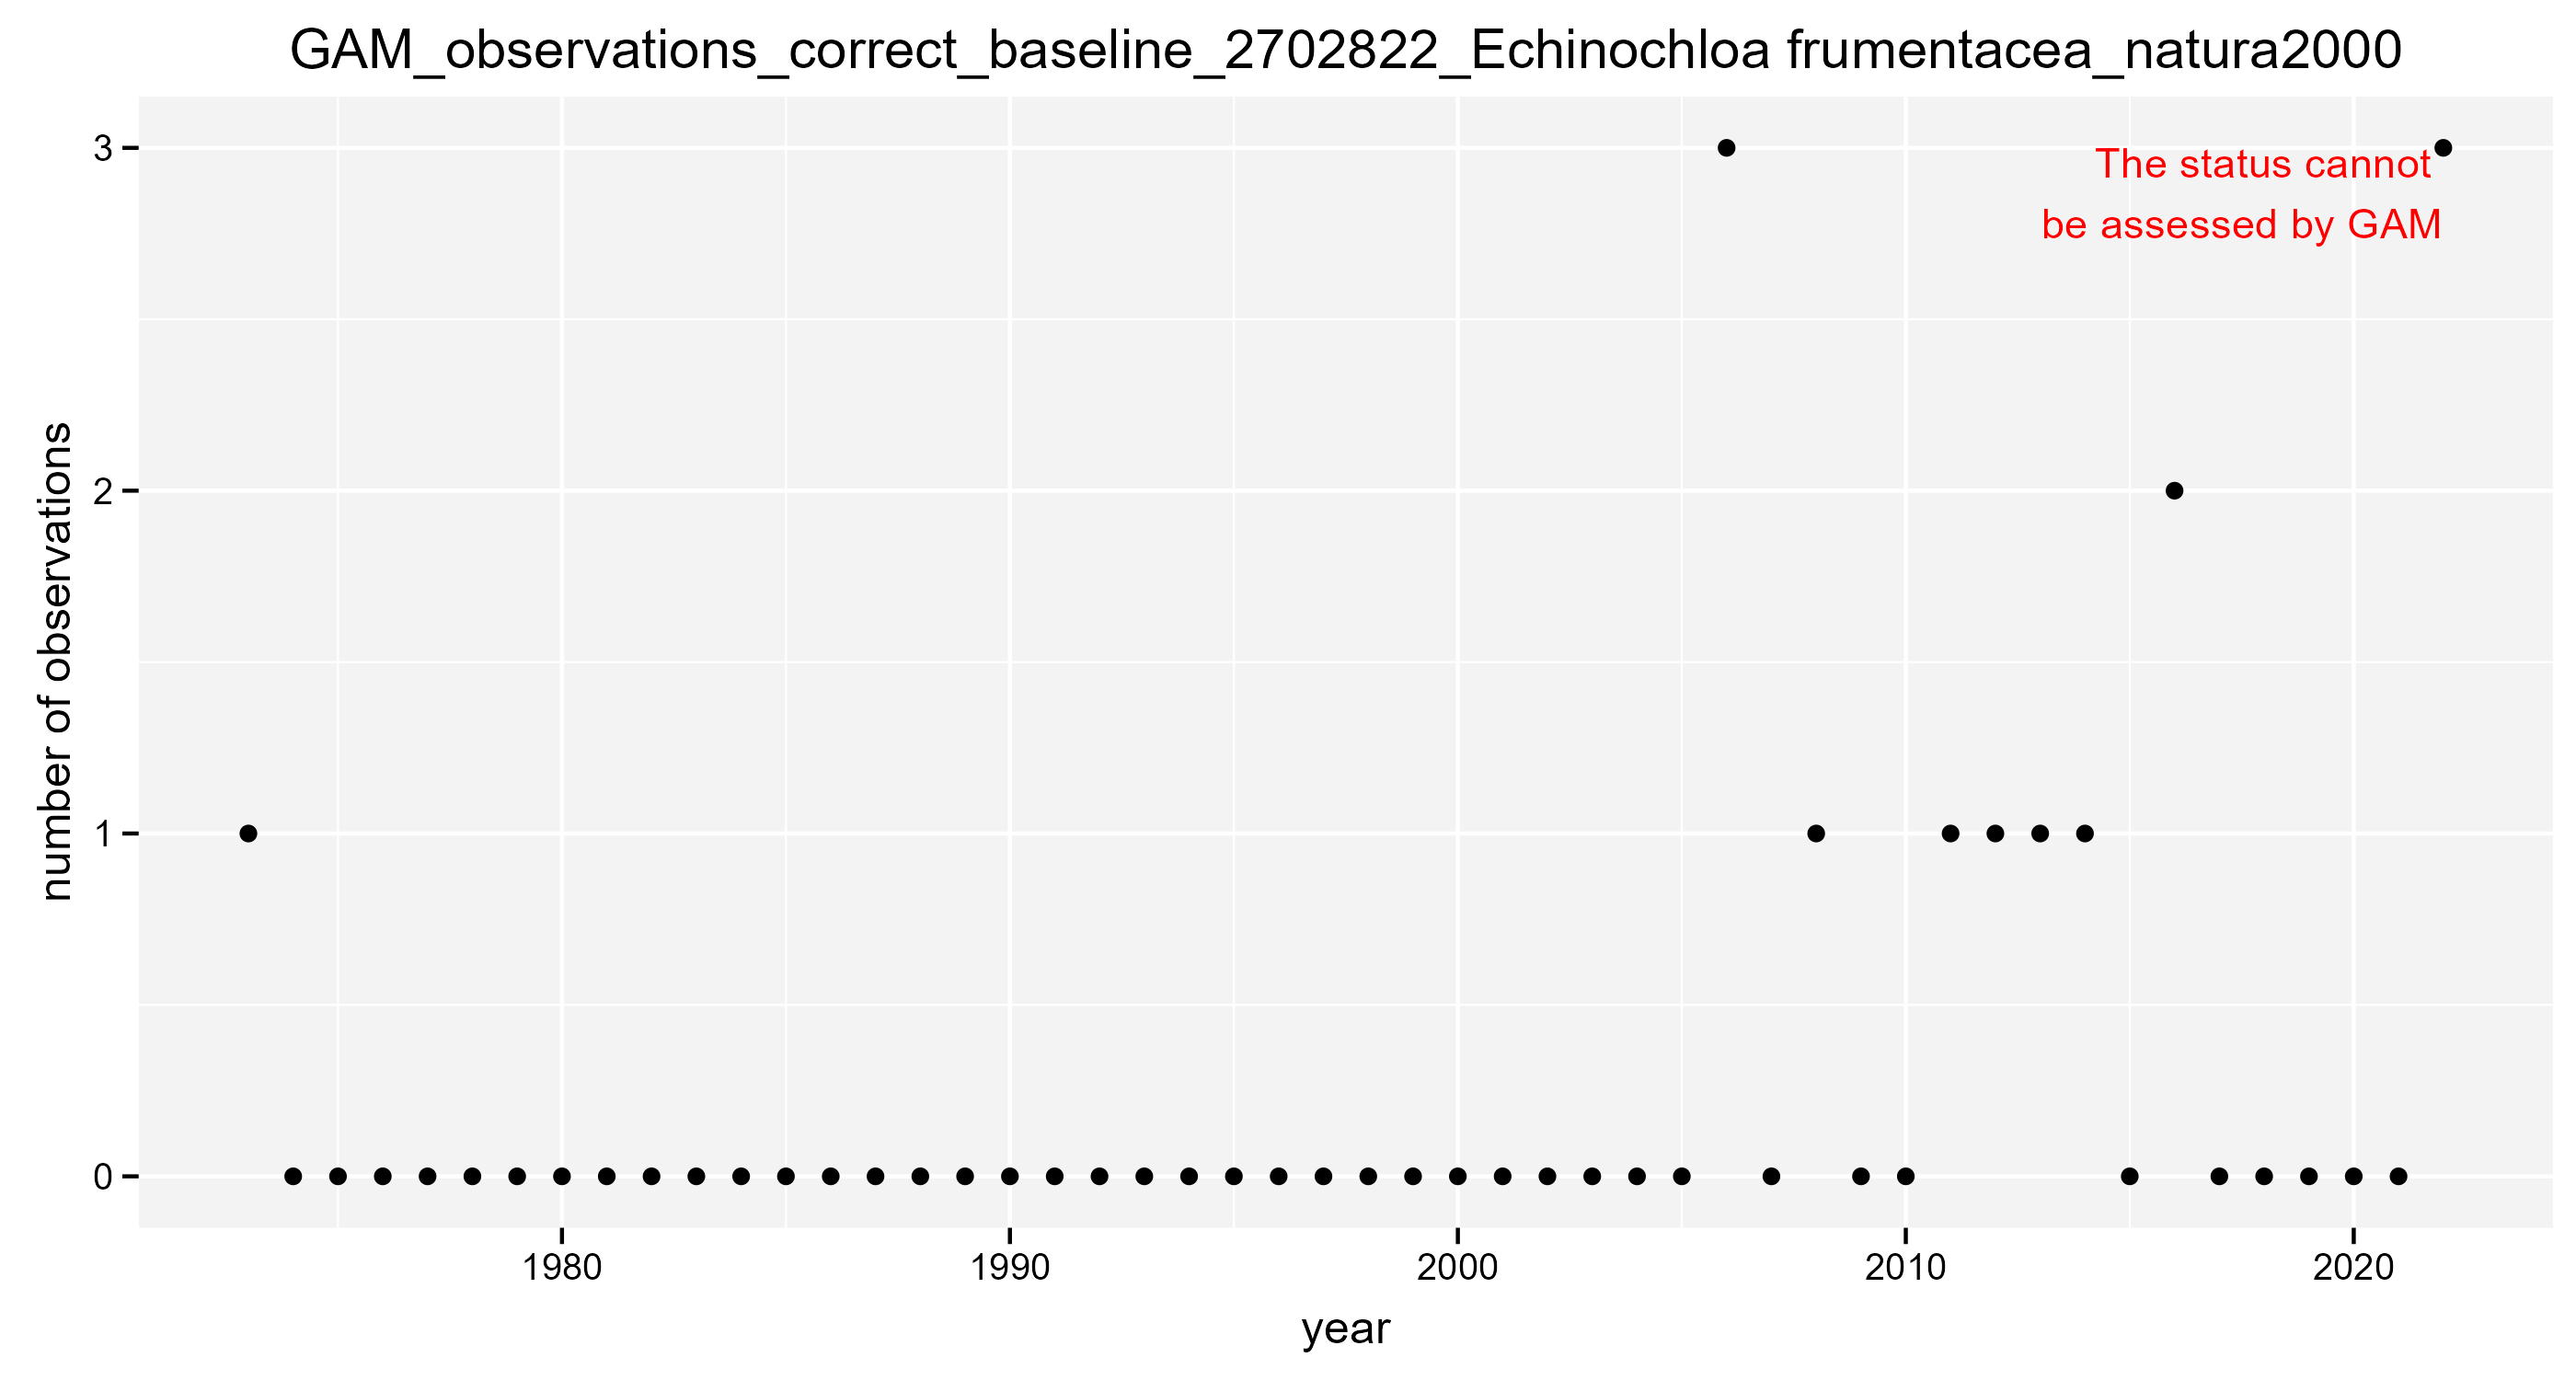 GAM_observations_correct_baseline_2702822_Echinochloa frumentacea_natura2000
3
The status cannot
be assessed by GAM
2
number of observations
1
0
1980
1990
2000
2010
2020
year